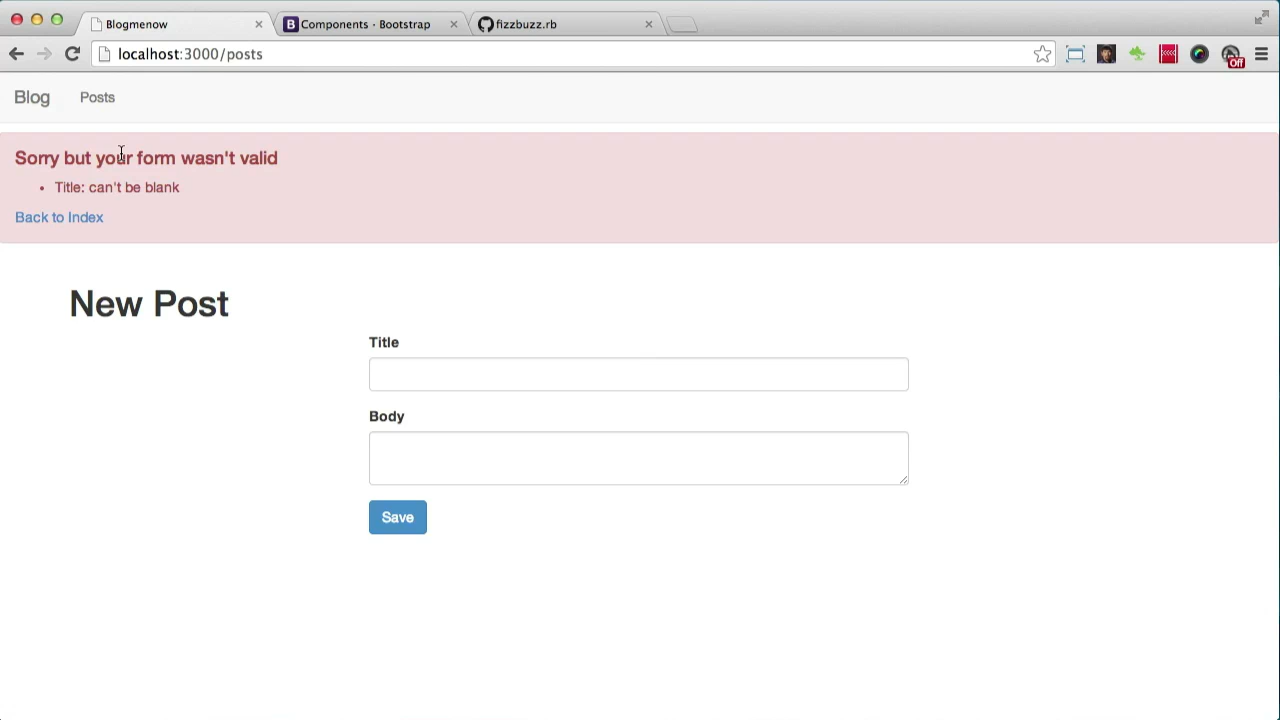 Blogmenow
Components - Bootstrap
fizzbuzz.rb
localhost:3000/posts
Off
Blog
Posts
Sorry but your form wasn't valid
Title: can't be blank
Back to Index
New Post
Title
Body
Save